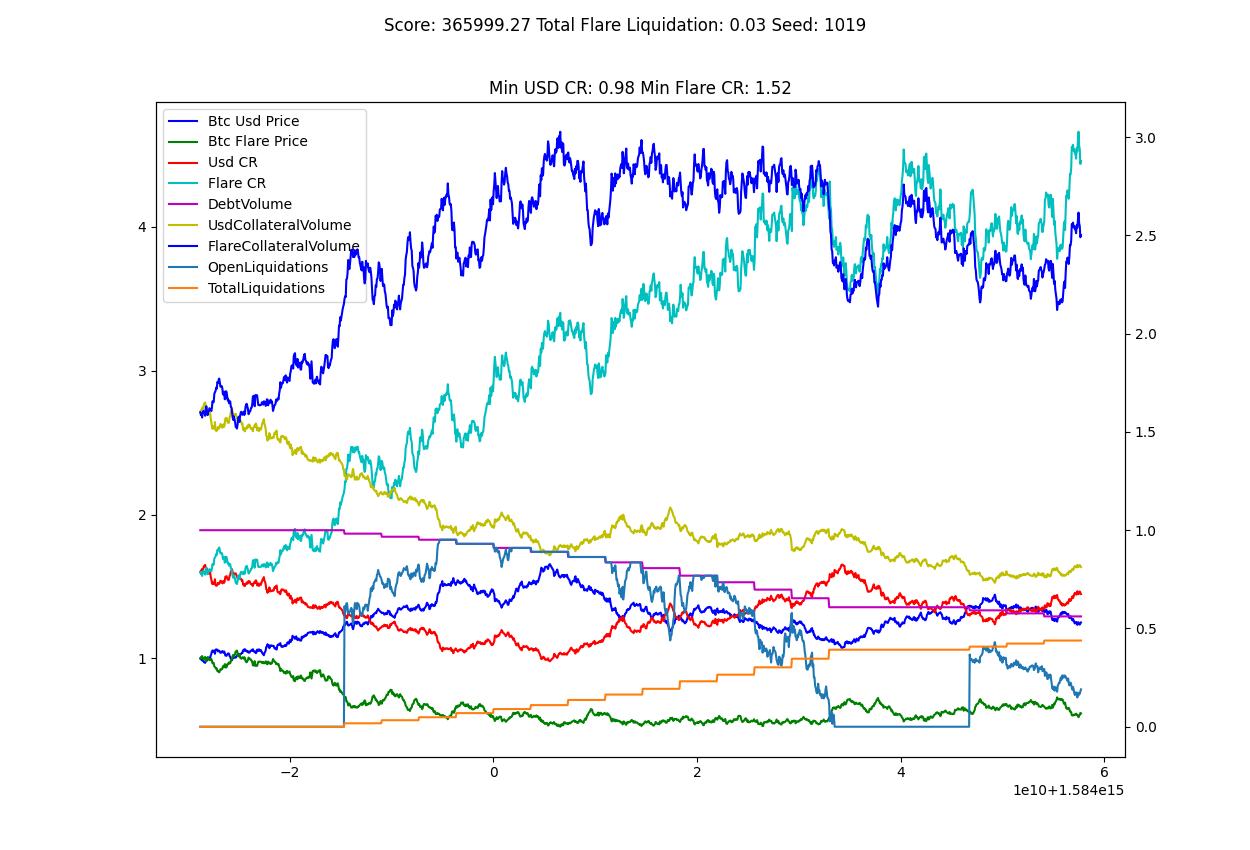 Score: 365999.27 Total Flare Liquidation: 0.03 Seed: 1019
Min USD CR: 0.98 Min Flare CR: 1.52
Btc Usd Price
Btc Flare Price
Usd CR
Flare CR
DebtVolume
UsdCollateralVolume
FlareCollateralVolume
OpenLiquidations
TotalLiquidations
4
3
2
1
3.0
2.5
2.0
1.5
1.0
0.5
0.0
−2 0 2 4 6
1e10+1.584e15